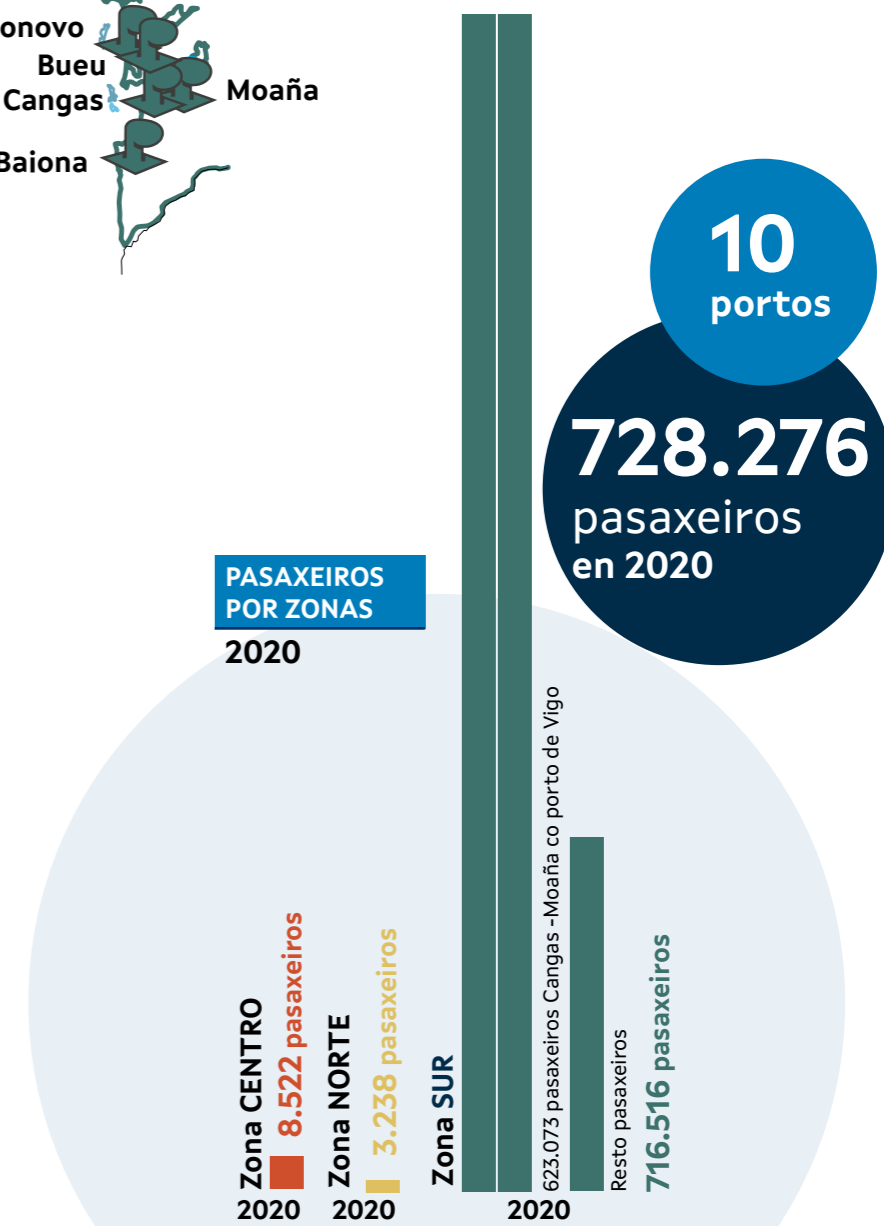 onovo
Bueu
Cangas
Moaña
Baiona
10
portos
728.276
pasaxeiros
en 2020
PASAXEIROS
POR ZONAS
2020
Zona CENTRO
8.522 pasaxeiros
2020
Zona NORTE
3.238 pasaxeiros
2020
Zona SUR
623.073 pasaxeiros Cangas -Moaña co porto de Vigo
Resto pasaxeiros
716.516 pasaxeiros
2020